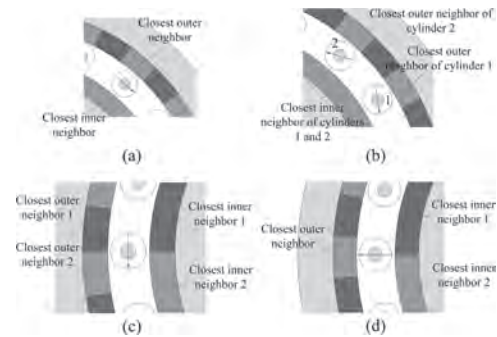 Closest outer
neighbor
Closest inner
neighbor
(a)
Closest outer neighbor of
cylinder 2
Closest outer
neighbor of cylinder 1
2
1
Closest inner
neighbor of cylinders
1 and 2
(b)
Closest outer
neighbor 1
Closest outer
neighbor 2
Closest inner
neighbor 1
Closest inner
neighbor 2
(c)
Closest outer
neighbor
Closest inner
neighbor 1
Closest inner
neighbor 2
(d)